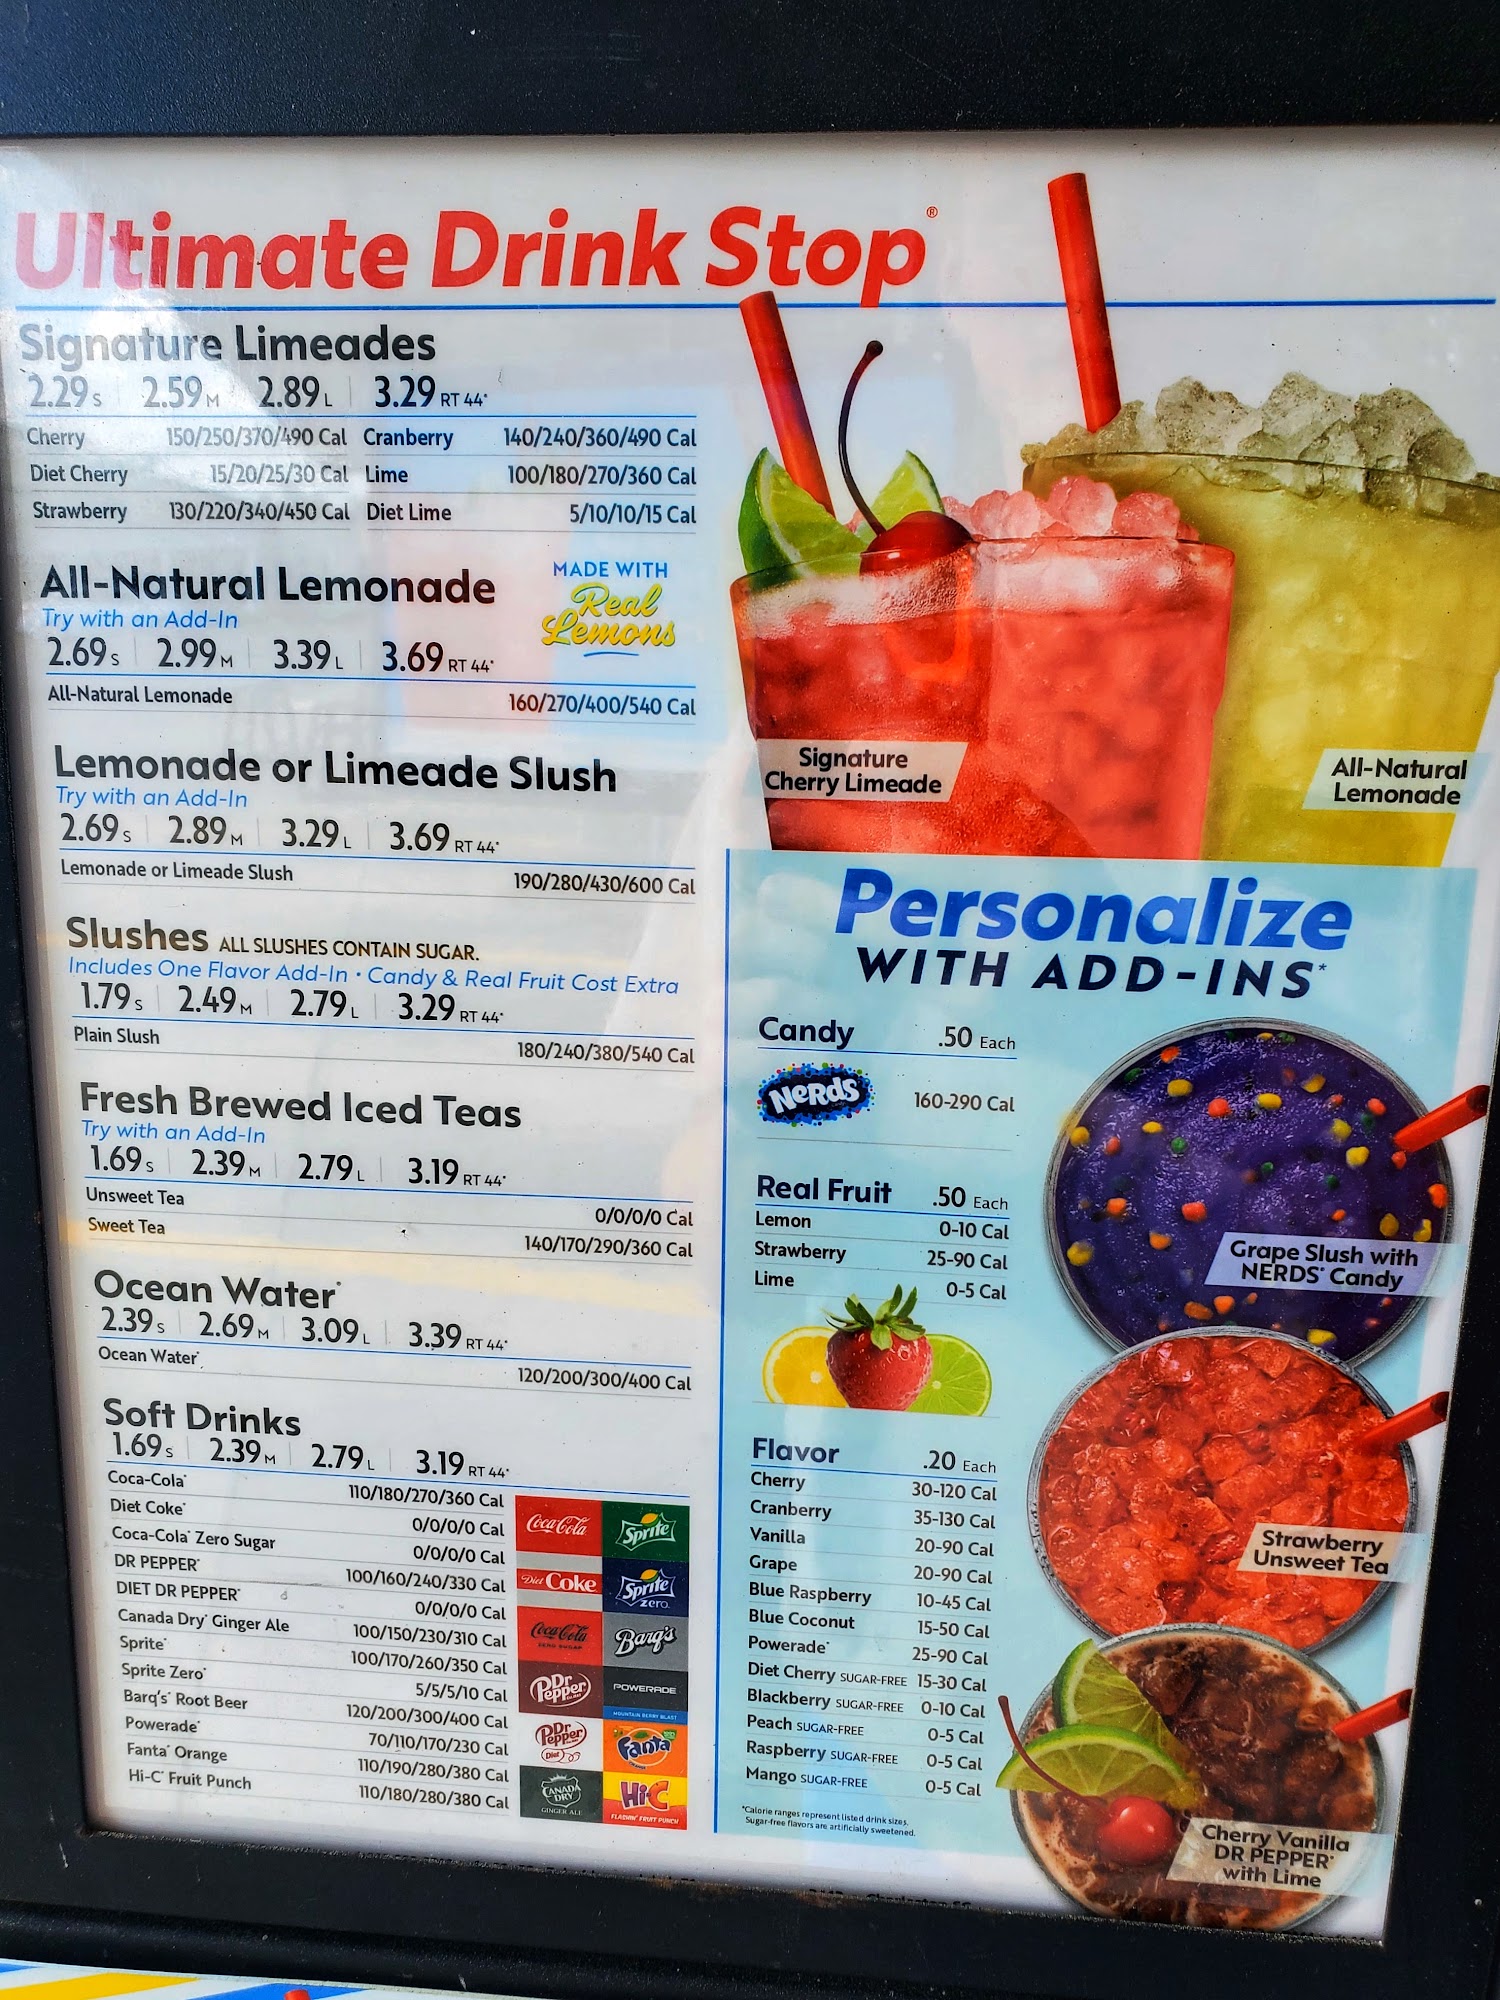 Ultimate Drink Stop®
Signature Limeades
2.29 S 2.59 M 2.89 L 3.29 RT 44®
Cherry 150/250/370/490 Cal Cranberry 140/240/360/490 Cal
Diet Cherry 15/20/25/30 Cal Lime 100/180/270/360 Cal
Strawberry 130/220/340/450 Cal Diet Lime 5/10/10/15 Cal
All-Natural Lemonade
Try with an Add-In
MADE WITH
Real
Lemons
2.69 S 2.99 M 3.39 L 3.69 RT 44®
All-Natural Lemonade 160/270/400/540 Cal
Lemonade or Limeade Slush
Try with an Add-In
2.69 S 2.89 M 3.29 L 3.69 RT 44®
Lemonade or Limeade Slush 190/280/430/600 Cal
Slushes ALL SLUSHES CONTAIN SUGAR.
Includes One Flavor Add-In • Candy & Real Fruit Cost Extra
1.79 S 2.49 M 2.79 L 3.29 RT 44®
Plain Slush 180/240/380/540 Cal
Fresh Brewed Iced Teas
Try with an Add-In
1.69 S 2.39 M 2.79 L 3.19 RT 44®
Unsweet Tea 0/0/0/0 Cal
Sweet Tea 140/170/290/360 Cal
Ocean Water®
2.39 S 2.69 M 3.09 L 3.39 RT 44®
Ocean Water® 120/200/300/400 Cal
Soft Drinks
1.69 S 2.39 M 2.79 L 3.19 RT 44®
Coca-Cola® 110/180/270/360 Cal
Diet Coke® 0/0/0/0 Cal
Coca-Cola® Zero Sugar 0/0/0/0 Cal
DR PEPPER® 100/160/240/330 Cal
DIET DR PEPPER® 0/0/0/0 Cal
Canada Dry® Ginger Ale 100/150/230/310 Cal
Sprite® 100/170/260/350 Cal
Sprite Zero® 5/5/5/10 Cal
Barq's® Root Beer 120/200/300/400 Cal
Powerade® 70/110/170/230 Cal
Fanta® Orange 110/190/280/380 Cal
Hi-C® Fruit Punch 110/180/280/380 Cal
Coca-Cola Sprite
Diet Coke Sprite zero
Coca-Cola ZERO SUGAR Barq's
Dr Pepper POWERADE
MOUNTAIN BERRY BLAST
Dr Pepper Diet Fanta
CANADA DRY GINGER ALE Hi-C FLASHIN' FRUIT PUNCH
Signature
Cherry Limeade
All-Natural
Lemonade
Personalize
WITH ADD-INS*
Candy .50 Each
NERDS 160-290 Cal
Real Fruit .50 Each
Lemon 0-10 Cal
Strawberry 25-90 Cal
Lime 0-5 Cal
Flavor .20 Each
Cherry 30-120 Cal
Cranberry 35-130 Cal
Vanilla 20-90 Cal
Grape 20-90 Cal
Blue Raspberry 10-45 Cal
Blue Coconut 15-50 Cal
Powerade® 25-90 Cal
Diet Cherry SUGAR-FREE 15-30 Cal
Blackberry SUGAR-FREE 0-10 Cal
Peach SUGAR-FREE 0-5 Cal
Raspberry SUGAR-FREE 0-5 Cal
Mango SUGAR-FREE 0-5 Cal
*Calorie ranges represent listed drink sizes.
Sugar-free flavors are artificially sweetened.
Grape Slush with
NERDS® Candy
Strawberry
Unsweet Tea
Cherry Vanilla
DR PEPPER®
with Lime